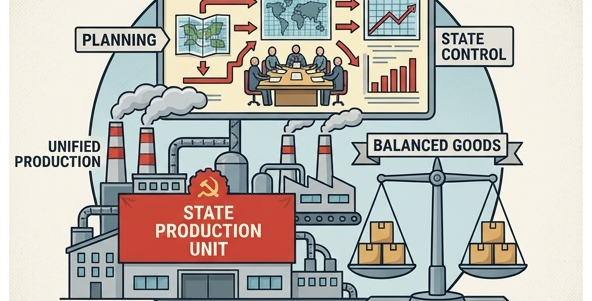 PLANNING
STATE
CONTROL
UNIFIED
PRODUCTION
BALANCED GOODS
STATE
PRODUCTION
UNIT